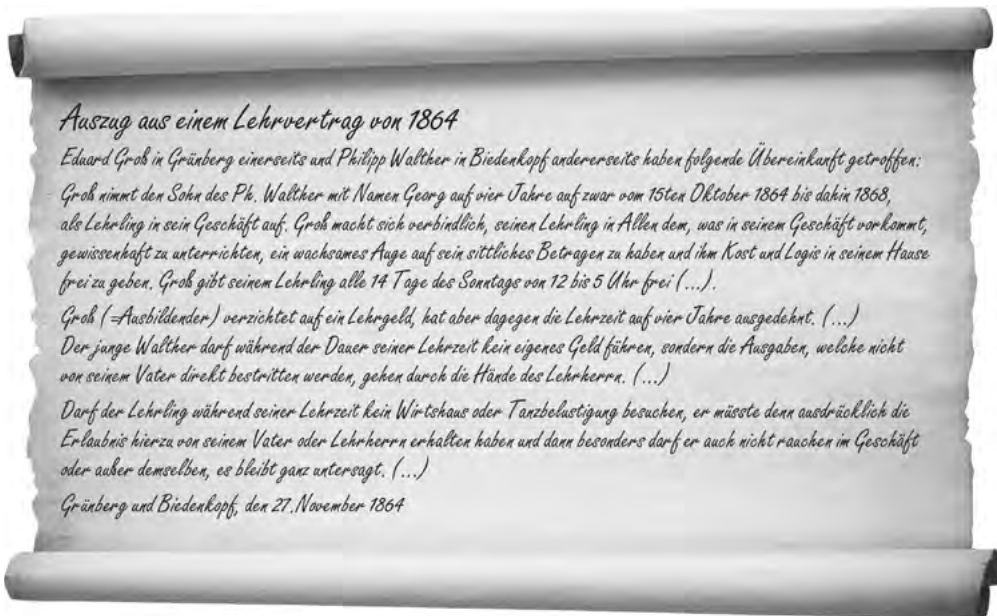 Auszug aus einem Lehrvertrag von 1864
Eduard Groß in Grünberg einerseits und Philipp Walther in Biedenkopf andererseits haben folgende Übereinkunft getroffen:
Groß nimmt den Sohn des Ph. Walther mit Namen Georg auf vier Jahre auf zwar vom 15ten Oktober 1864 bis dahin 1868,
als Lehrling in sein Geschäft auf. Groß macht sich verbindlich, seinen Lehrling in Allen dem, was in seinem Geschäft vorkommt,
gewissenhaft zu unterrichten, ein wachsames Auge auf sein sittliches Betragen zu haben und ihm Kost und Logis in seinem Hause
frei zu geben. Groß gibt seinem Lehrling alle 14 Tage des Sonntags von 12 bis 5 Uhr frei (...).
Groß (=Ausbildender) verzichtet auf ein Lehrgeld, hat aber dagegen die Lehrzeit auf vier Jahre ausgedehnt. (...)
Der junge Walther darf während der Dauer seiner Lehrzeit kein eigenes Geld führen, sondern die Ausgaben, welche nicht
von seinem Vater direkt bestritten werden, gehen durch die Hände des Lehrherrn. (...)
Darf der Lehrling während seiner Lehrzeit kein Wirtshaus oder Tanzbelustigung besuchen, er müsste denn ausdrücklich die
Erlaubnis hierzu von seinem Vater oder Lehrherrn erhalten haben und dann besonders darf er auch nicht rauchen im Geschäft
oder außer demselben, es bleibt ganz untersagt. (...)
Grünberg und Biedenkopf, den 27. November 1864